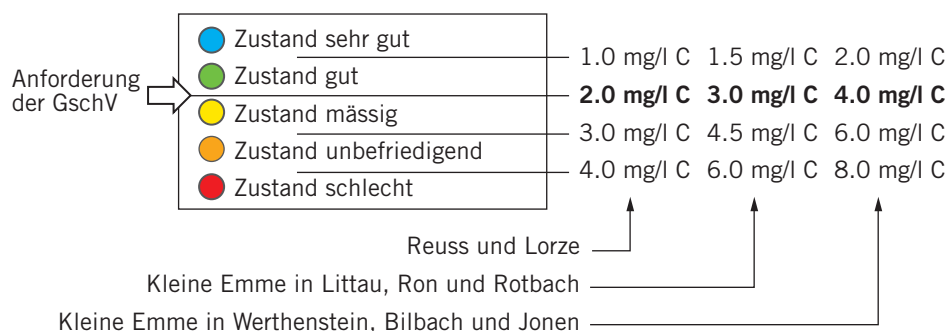 Zustand sehr gut
1.0 mg/l C 1.5 mg/l C 2.0 mg/l C
Anforderung
der GschV
Zustand gut
2.0 mg/l C 3.0 mg/l C 4.0 mg/l C
Zustand mässig
3.0 mg/l C 4.5 mg/l C 6.0 mg/l C
Zustand unbefriedigend
4.0 mg/l C 6.0 mg/l C 8.0 mg/l C
Zustand schlecht
Reuss und Lorze
Kleine Emme in Littau, Ron und Rotbach
Kleine Emme in Werthenstein, Bilbach und Jonen